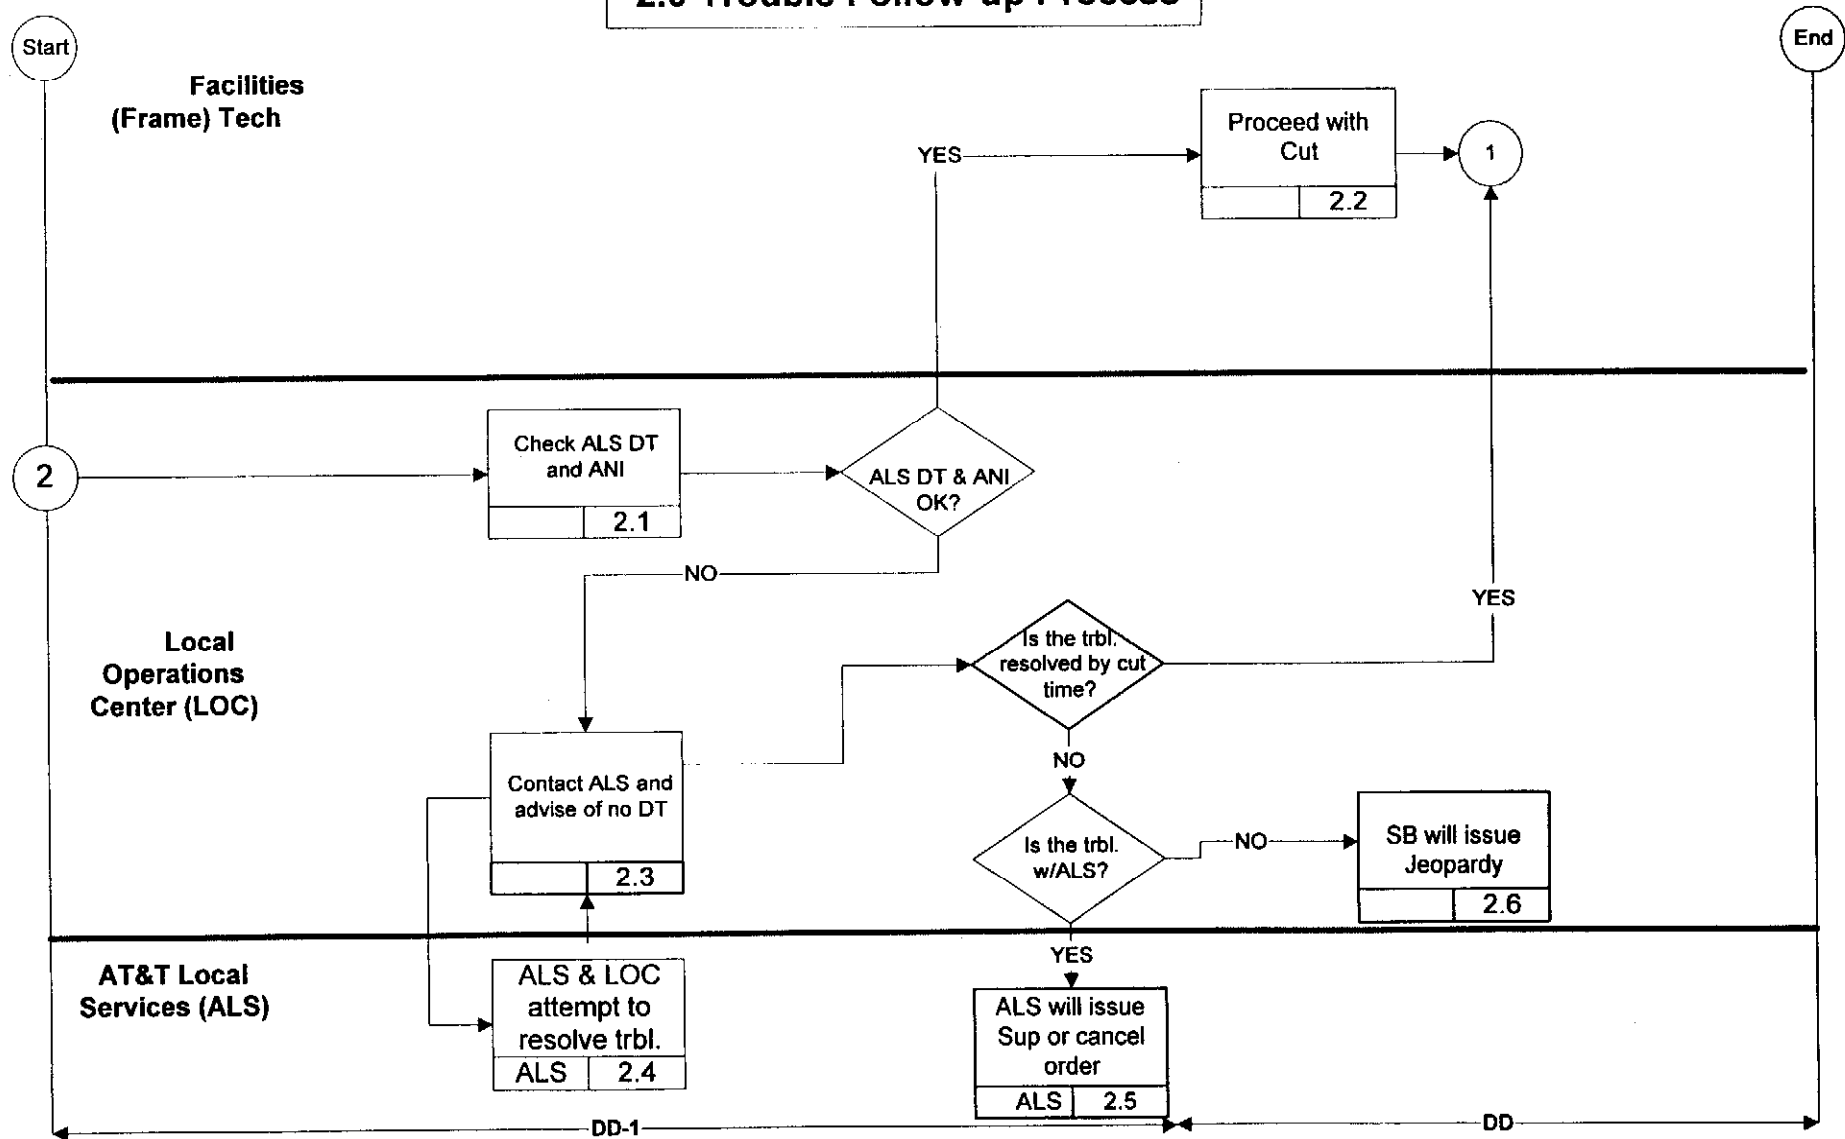 2.0 Trouble Follow-up Process
Start
End
Facilities
(Frame) Tech
YES
Proceed with
Cut
2.2
1
2
Check ALS DT
and ANI
2.1
ALS DT & ANI
OK?
NO
YES
Local
Operations
Center (LOC)
Is the trbl.
resolved by cut
time?
NO
Contact ALS and
advise of no DT
2.3
Is the trbl.
w/ALS?
NO
SB will issue
Jeopardy
2.6
YES
AT&T Local
Services (ALS)
ALS & LOC
attempt to
resolve trbl.
ALS 2.4
ALS will issue
Sup or cancel
order
ALS 2.5
DD-1
DD